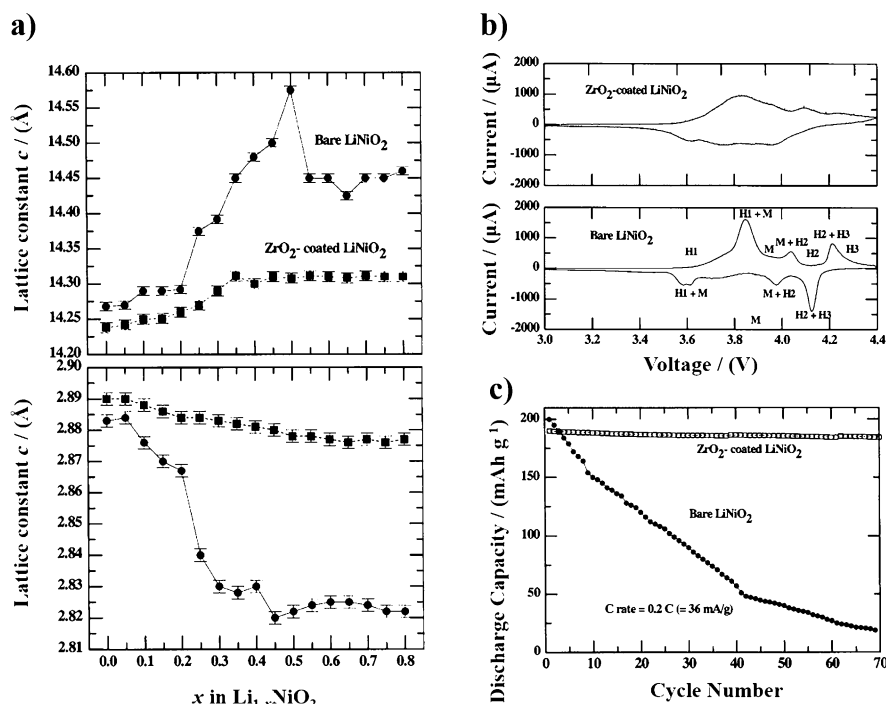 a)
Lattice constant c / (Å)
14.60
14.55
14.50
14.45
14.40
14.35
14.30
14.25
14.20
Bare LiNiO2
ZrO2- coated LiNiO2
Lattice constant c / (Å)
2.90
2.89
2.88
2.87
2.86
2.85
2.84
2.83
2.82
2.81
0.0 0.1 0.2 0.3 0.4 0.5 0.6 0.7 0.8
x in Li1-xNiO2
b)
Current / (μA)
2000
1000
0
-1000
-2000
ZrO2-coated LiNiO2
Current / (μA)
2000
1000
0
-1000
-2000
Bare LiNiO2
H1
H1 + M
M
M + H2
H2
H2 + H3
H3
H1 + M
M
M + H2
H2 + H3
3.0 3.2 3.4 3.6 3.8 4.0 4.2 4.4
Voltage / (V)
c)
Discharge Capacity / (mAh g-1)
200
150
100
50
0
ZrO2- coated LiNiO2
Bare LiNiO2
C rate = 0.2 C (= 36 mA/g)
0 10 20 30 40 50 60 70
Cycle Number